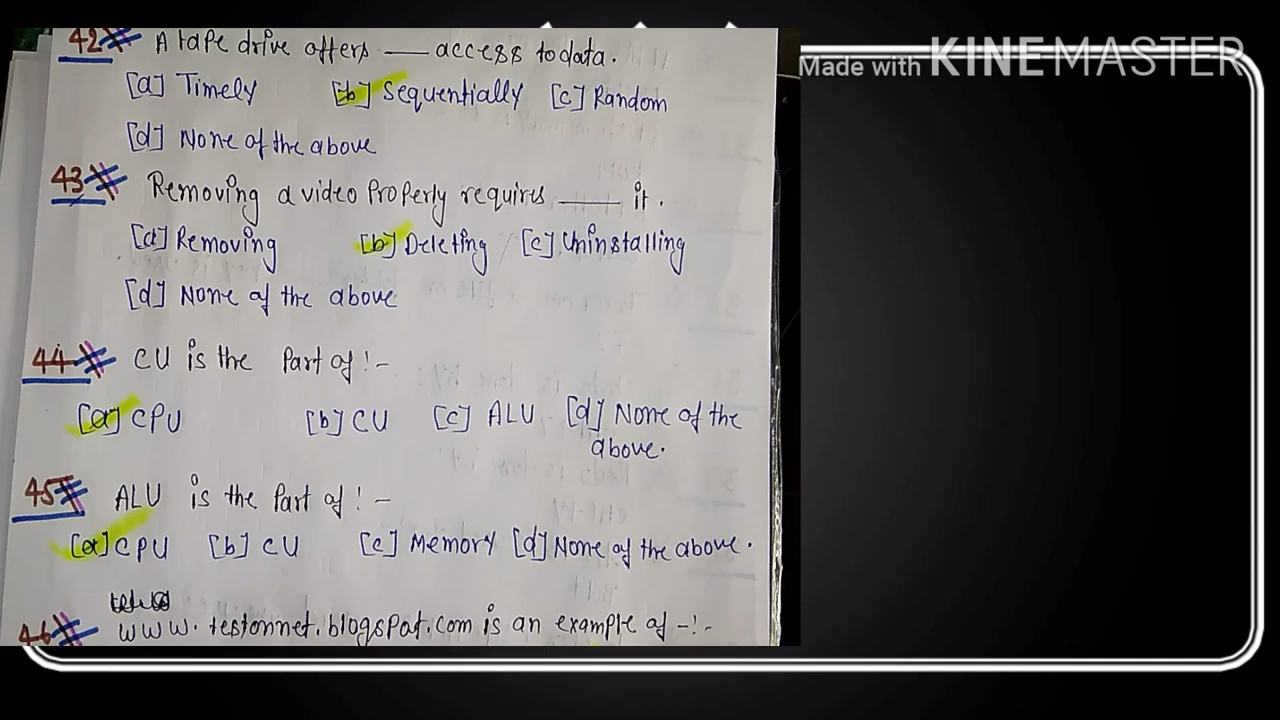 Made with KINEMASTER
42 A tape drive offers ___ access to data.
[a] Timely [b] Sequentially [c] Random
[d] None of the above
43 Removing a video Properly requires ___ it.
[a] Removing [b] Deleting [c] Uninstalling
[d] None of the above
44 CU is the Part of :-
[a] CPU [b] CU [c] ALU [d] None of the
above.
45 ALU is the Part of :-
[a] CPU [b] CU [c] Memory [d] None of the above.
46 www.testonnet.blogspot.com is an example of -:-